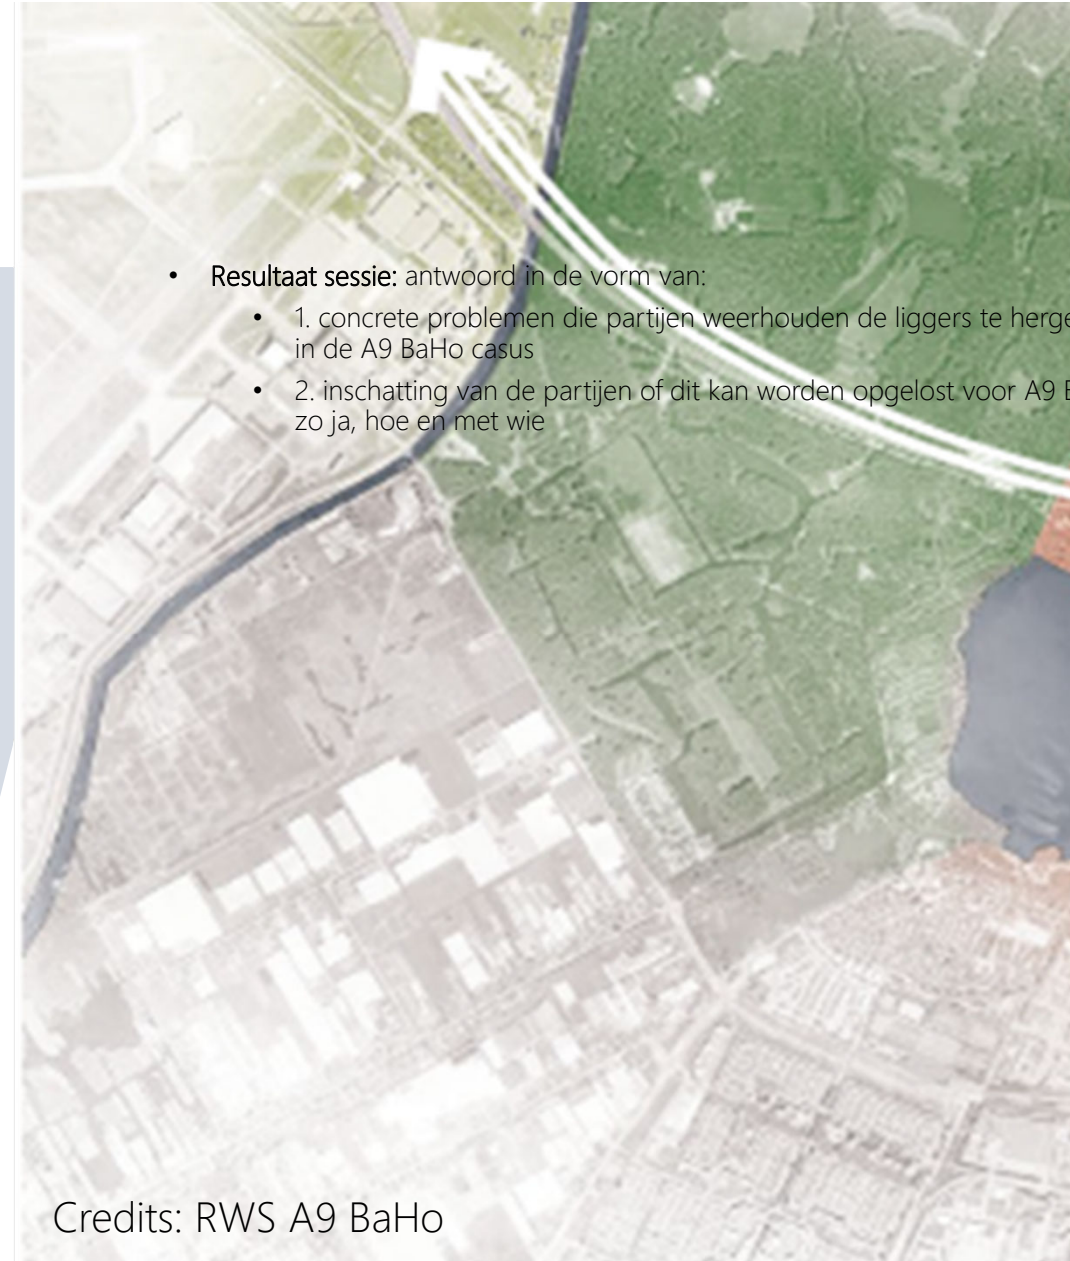 • Resultaat sessie: antwoord in de vorm van:
• 1. concrete problemen die partijen weerhouden de liggers te herge
in de A9 BaHo casus
• 2. inschatting van de partijen of dit kan worden opgelost voor A9 B
zo ja, hoe en met wie
Credits: RWS A9 BaHo